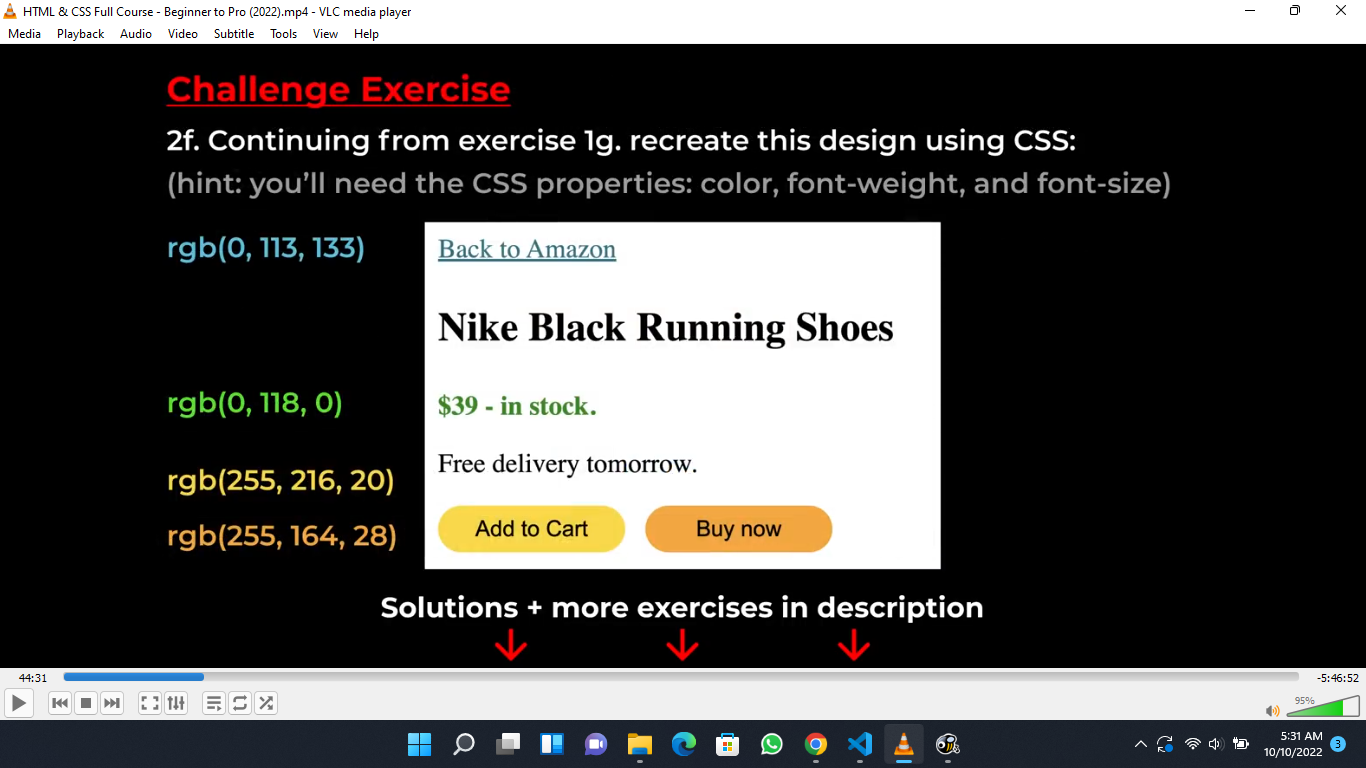 HTML & CSS Full Course - Beginner to Pro (2022).mp4 - VLC media player
Media Playback Audio Video Subtitle Tools View Help
Challenge Exercise
2f. Continuing from exercise 1g. recreate this design using CSS:
(hint: you’ll need the CSS properties: color, font-weight, and font-size)
rgb(0, 113, 133)
Back to Amazon
Nike Black Running Shoes
rgb(0, 118, 0)
$39 - in stock.
Free delivery tomorrow.
rgb(255, 216, 20)
rgb(255, 164, 28)
Add to Cart
Buy now
Solutions + more exercises in description
44:31
-5:46:52
95%
5:31 AM
10/10/2022
3